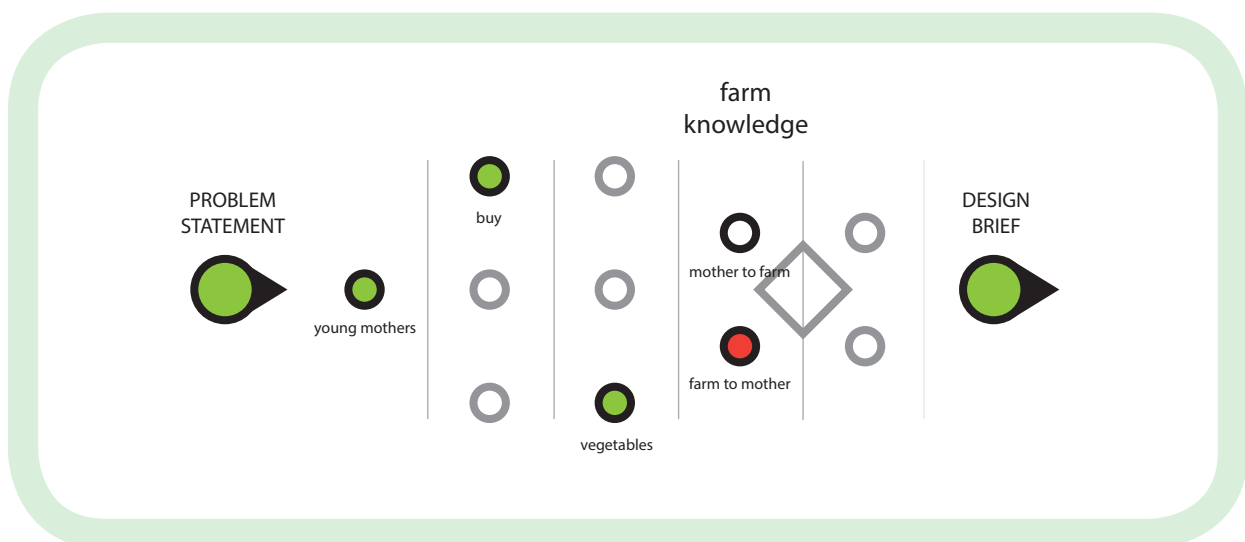 farm
knowledge
PROBLEM
STATEMENT
buy
DESIGN
BRIEF
mother to farm
young mothers
farm to mother
vegetables